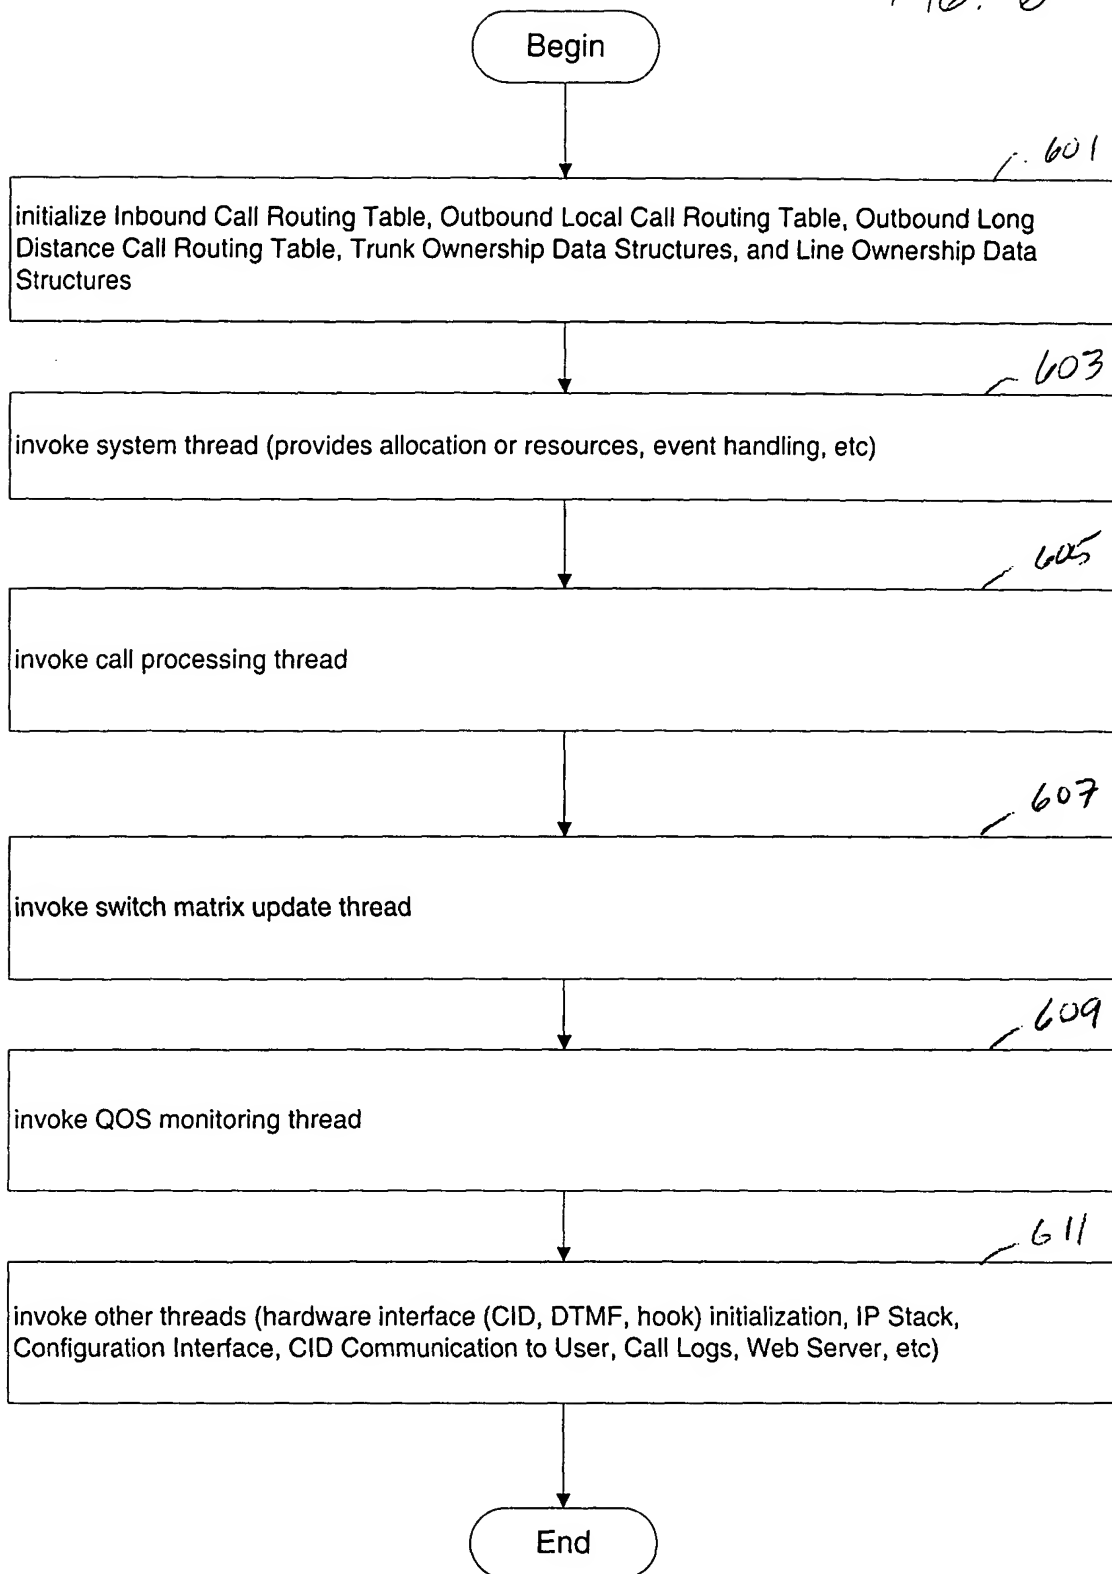 FIG. 6
Begin
601
initialize Inbound Call Routing Table, Outbound Local Call Routing Table, Outbound Long
Distance Call Routing Table, Trunk Ownership Data Structures, and Line Ownership Data
Structures
603
invoke system thread (provides allocation or resources, event handling, etc)
605
invoke call processing thread
607
invoke switch matrix update thread
609
invoke QOS monitoring thread
611
invoke other threads (hardware interface (CID, DTMF, hook) initialization, IP Stack,
Configuration Interface, CID Communication to User, Call Logs, Web Server, etc)
End